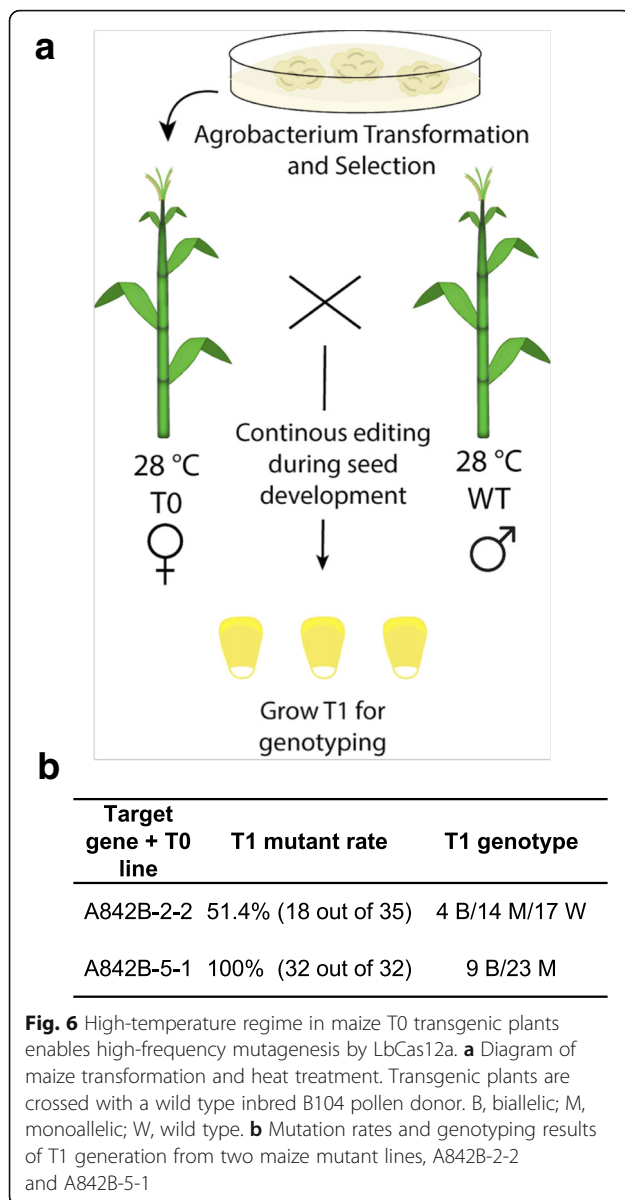 a
Agrobacterium Transformation
and Selection
28 °C
T0
♀
Continous editing
during seed
development
28 °C
WT
♂
Grow T1 for
genotyping
b
Target gene + T0 line T1 mutant rate T1 genotype
A842B-2-2 51.4% (18 out of 35) 4 B/14 M/17 W
A842B-5-1 100% (32 out of 32) 9 B/23 M
Fig. 6 High-temperature regime in maize T0 transgenic plants
enables high-frequency mutagenesis by LbCas12a. a Diagram of
maize transformation and heat treatment. Transgenic plants are
crossed with a wild type inbred B104 pollen donor. B, biallelic; M,
monoallelic; W, wild type. b Mutation rates and genotyping results
of T1 generation from two maize mutant lines, A842B-2-2
and A842B-5-1